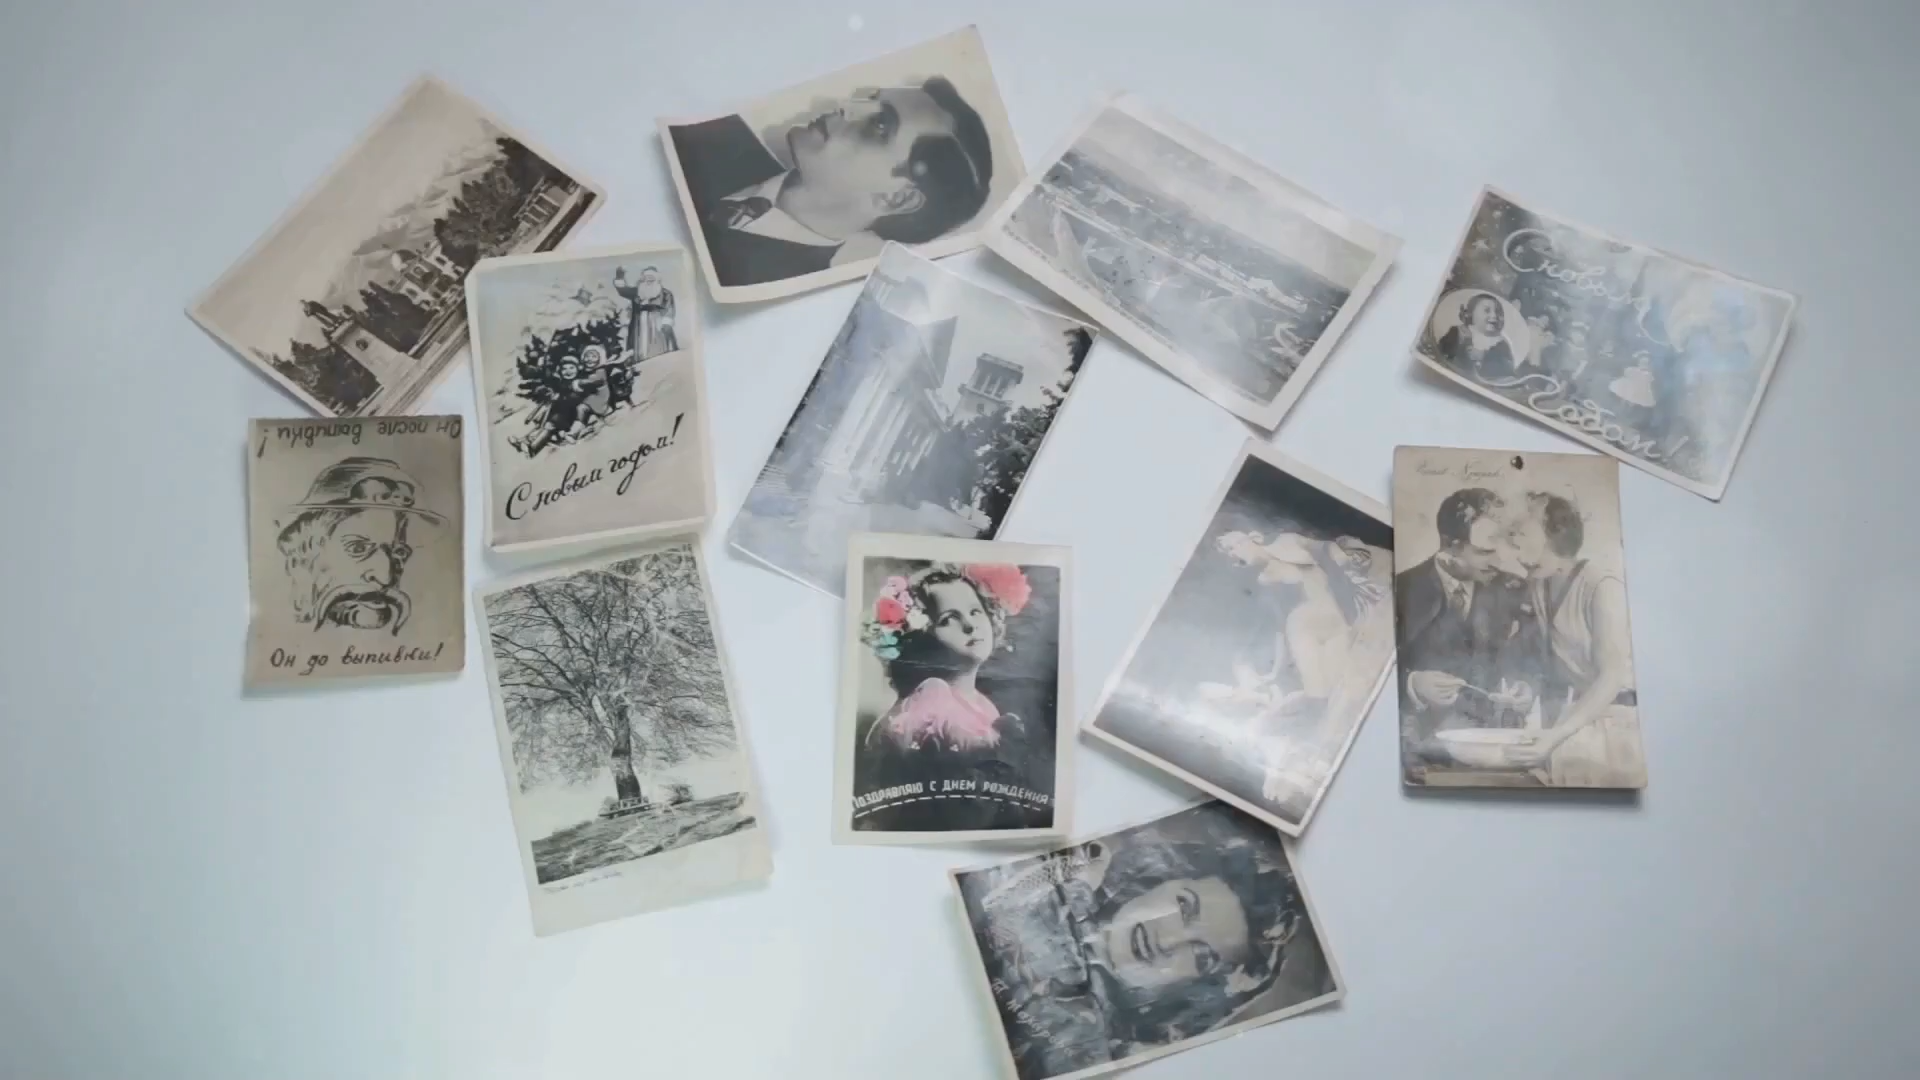 С новым
Годом!
Он после выпивки!
С новым годом!
Он до выпивки!
ПОЗДРАВЛЯЮ С ДНЕМ РОЖДЕНИЯ